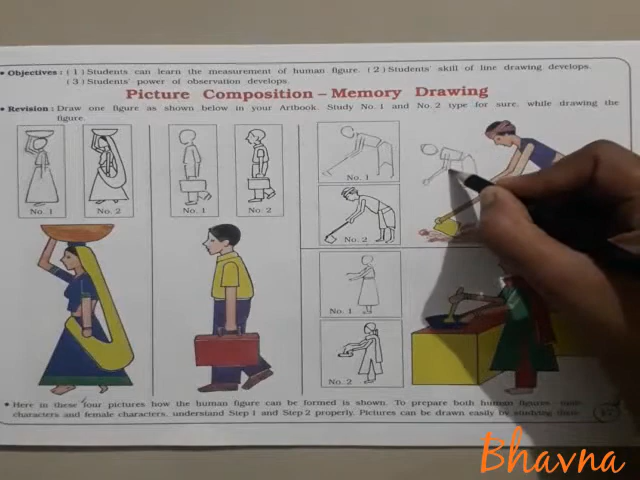 • Objectives : (1) Students can learn the measurement of human figure. (2) Students' skill of line drawing develops.
(3) Students' power of observation develops.
Picture Composition – Memory Drawing
• Revision : Draw one figure as shown below in your Artbook. Study No. 1 and No. 2 type for sure, while drawing the
figure.
No. 1
No. 2
No. 1
No. 2
No. 1
No. 2
No. 1
No. 2
• Here in these four pictures how the human figure can be formed is shown. To prepare both human figures,
characters and female characters, understand Step 1 and Step 2 properly. Pictures can be drawn easily by studying
Bhavna